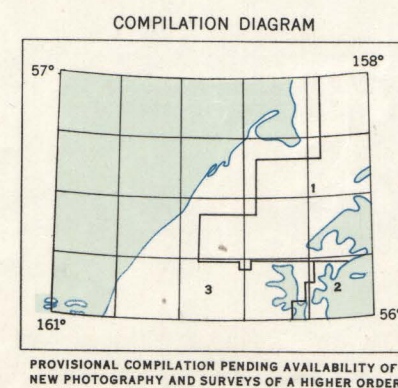 COMPILATION DIAGRAM
57° 158°
1
3 2
161° 56°
PROVISIONAL COMPILATION PENDING AVAILABILITY OF
NEW PHOTOGRAPHY AND SURVEYS OF A HIGHER ORDER